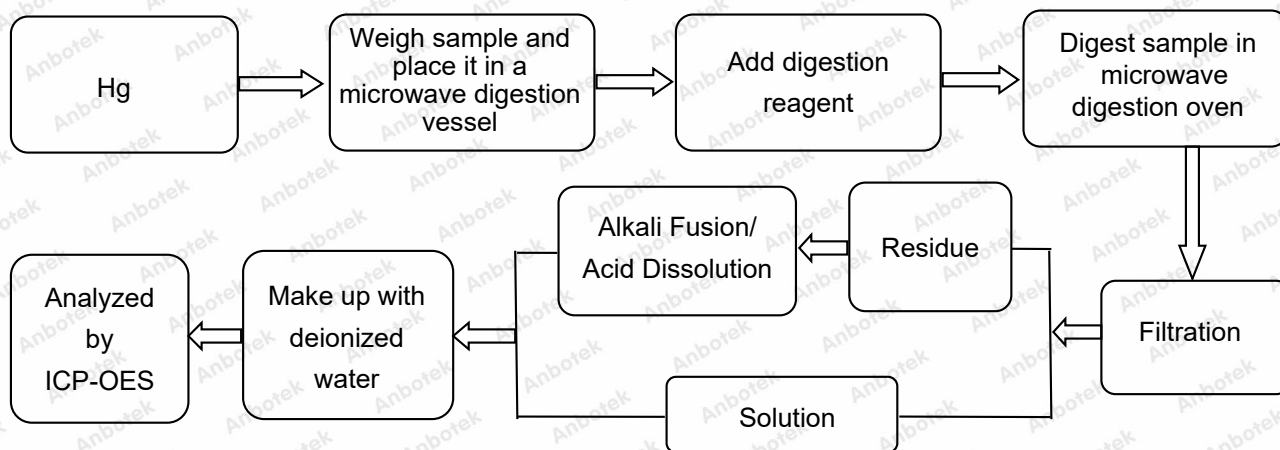 Hg
Weigh sample and
place it in a
microwave digestion
vessel
Add digestion
reagent
Digest sample in
microwave
digestion oven
Filtration
Residue
Alkali Fusion/
Acid Dissolution
Solution
Make up with
deionized
water
Analyzed
by
ICP-OES
Anbotek